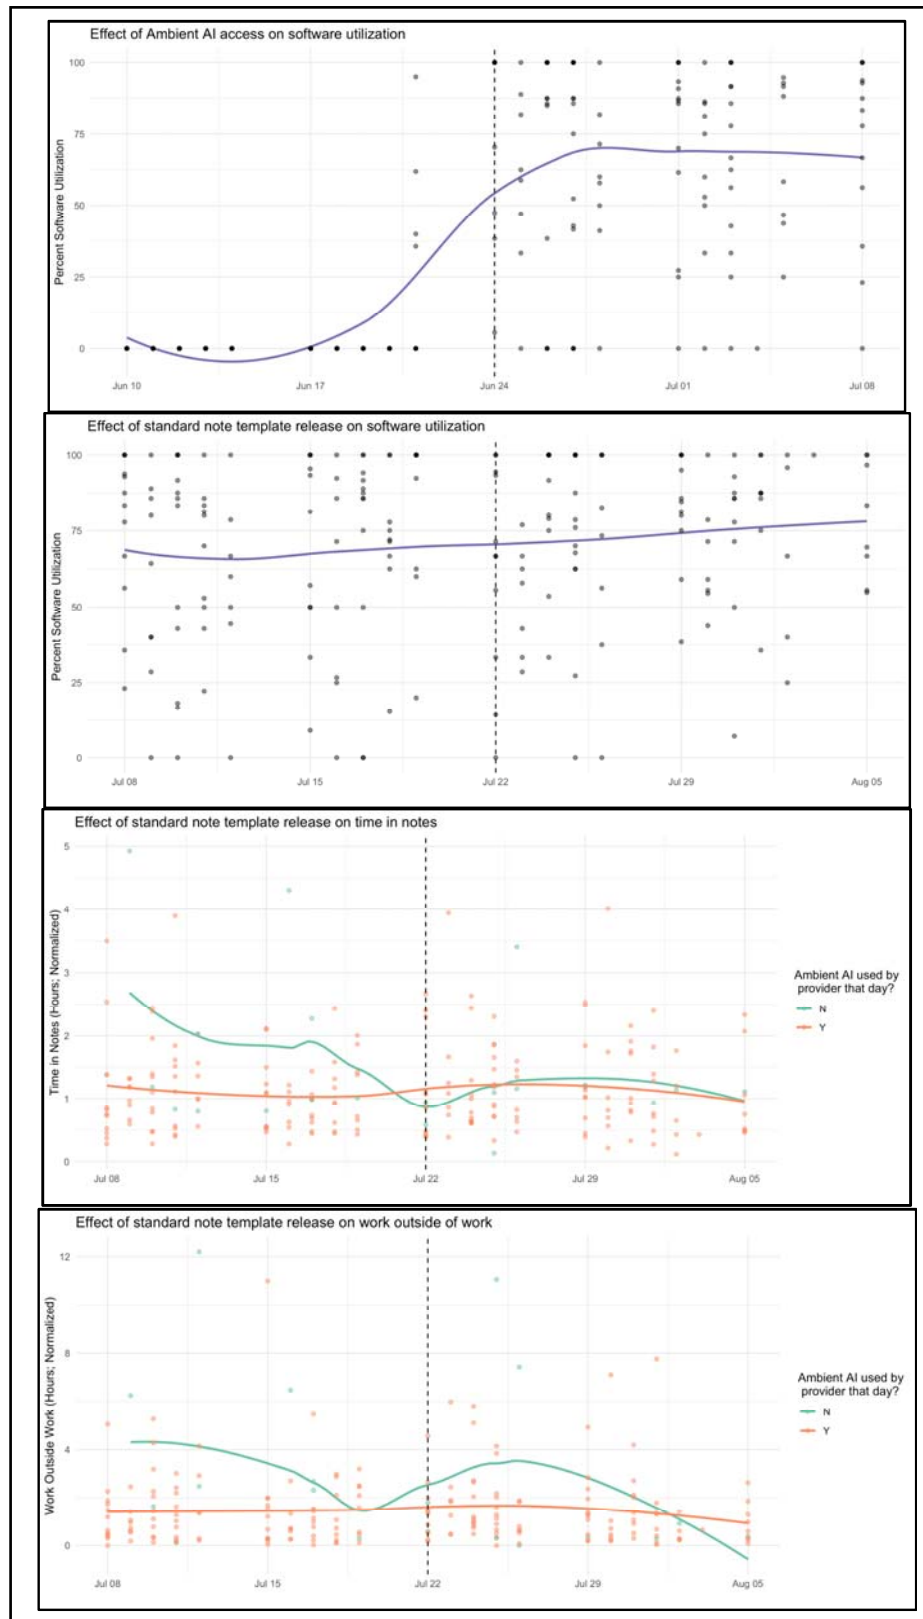 Effect of Ambient AI access on software utilization
Percent Software Utilization
100
75
50
25
0
Jun 10
Jun 17
Jun 24
Jul 01
Jul 08
Effect of standard note template release on software utilization
Percent Software Utilization
100
75
50
25
0
Jul 08
Jul 15
Jul 22
Jul 29
Aug 05
Effect of standard note template release on time in notes
Time in Notes (Hours; Normalized)
5
4
3
2
1
0
Jul 08
Jul 15
Jul 22
Jul 29
Aug 05
Ambient AI used by
provider that day?
N
Y
Effect of standard note template release on work outside of work
Work Outside Work (Hours; Normalized)
12
8
4
0
Jul 08
Jul 15
Jul 22
Jul 29
Aug 05
Ambient AI used by
provider that day?
N
Y